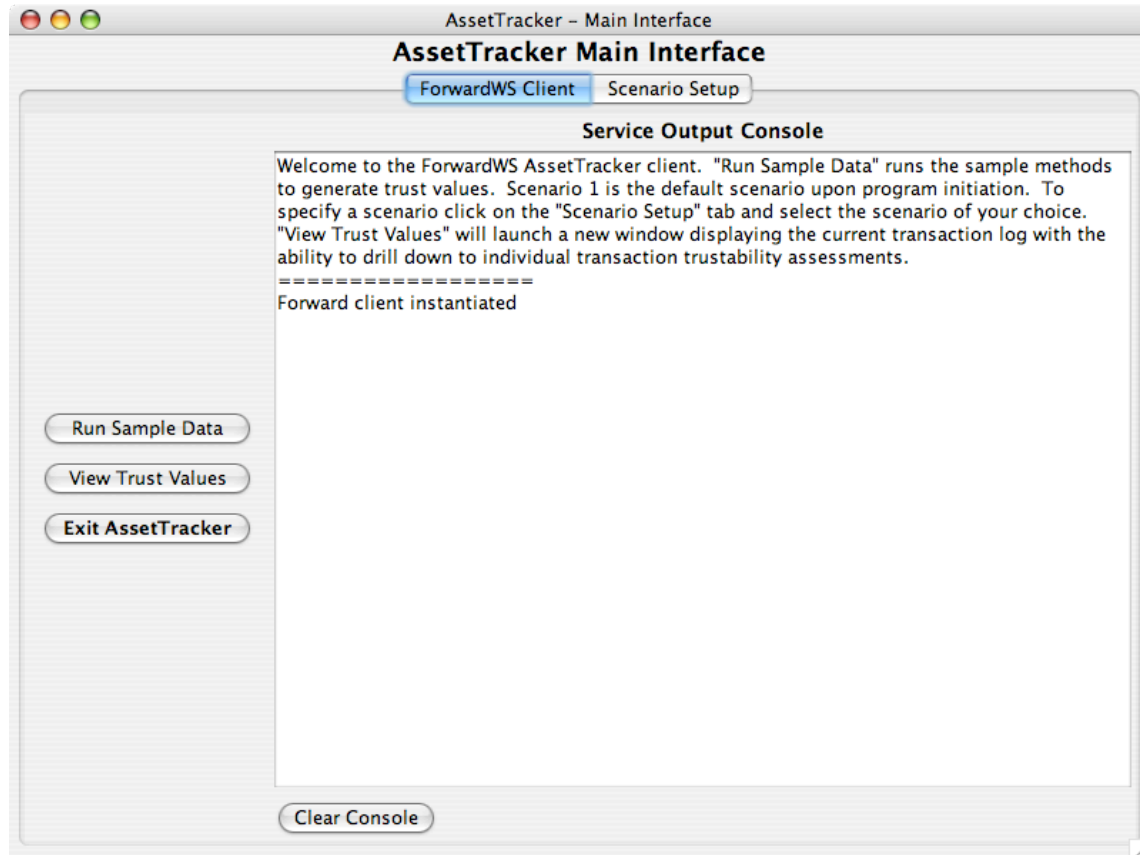 AssetTracker – Main Interface
AssetTracker Main Interface
ForwardWS Client
Scenario Setup
Service Output Console
Welcome to the ForwardWS AssetTracker client.  "Run Sample Data" runs the sample methods
to generate trust values.  Scenario 1 is the default scenario upon program initiation.  To
specify a scenario click on the "Scenario Setup" tab and select the scenario of your choice.
"View Trust Values" will launch a new window displaying the current transaction log with the
ability to drill down to individual transaction trustability assessments.
==================
Forward client instantiated
Run Sample Data
View Trust Values
Exit AssetTracker
Clear Console